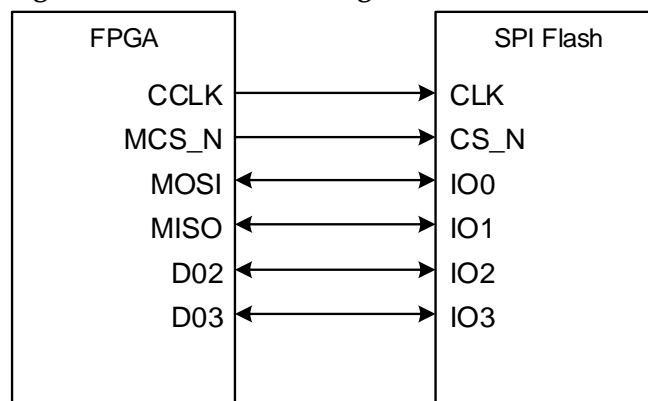 FPGA SPI Flash
CCLK CLK
MCS_N CS_N
MOSI IO0
MISO IO1
D02 IO2
D03 IO3